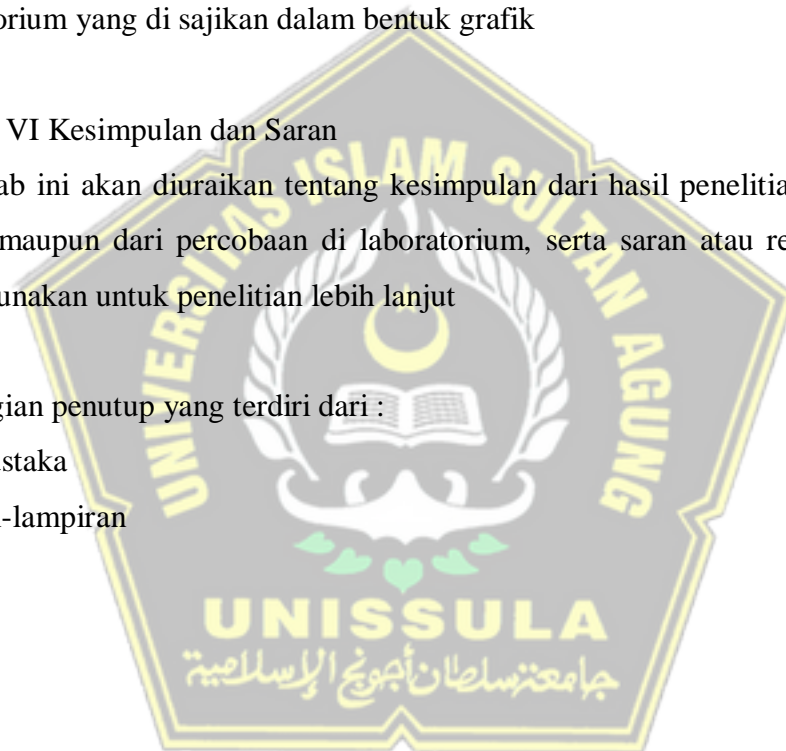 orium yang di sajikan dalam bentuk grafik
VI Kesimpulan dan Saran
ab ini akan diuraikan tentang kesimpulan dari hasil penelitia
maupun dari percobaan di laboratorium, serta saran atau re
unakan untuk penelitian lebih lanjut
gian penutup yang terdiri dari :
ustaka
-lampiran
UNIVERSITAS ISLAM SULTAN AGUNG
UNISSULA
جامعة سلطان أجونج الإسلامية